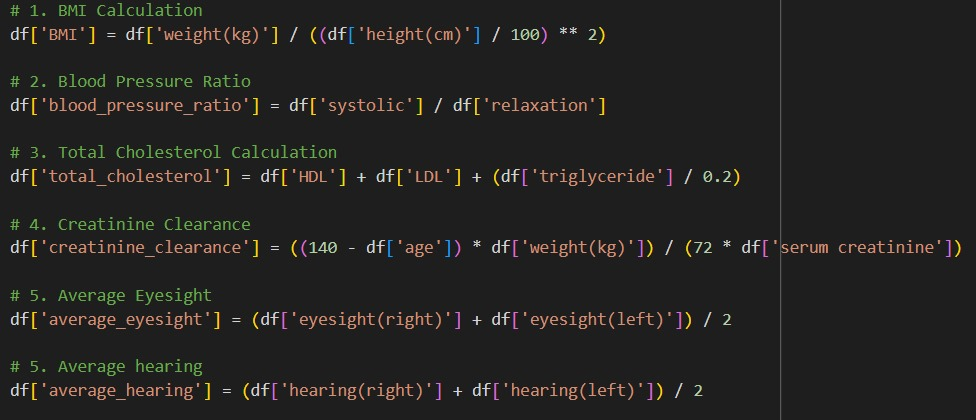 # 1. BMI Calculation
df['BMI'] = df['weight(kg)'] / ((df['height(cm)'] / 100) ** 2)
# 2. Blood Pressure Ratio
df['blood_pressure_ratio'] = df['systolic'] / df['relaxation']
# 3. Total Cholesterol Calculation
df['total_cholesterol'] = df['HDL'] + df['LDL'] + (df['triglyceride'] / 0.2)
# 4. Creatinine Clearance
df['creatinine_clearance'] = ((140 - df['age']) * df['weight(kg)']) / (72 * df['serum creatinine'])
# 5. Average Eyesight
df['average_eyesight'] = (df['eyesight(right)'] + df['eyesight(left)']) / 2
# 5. Average hearing
df['average_hearing'] = (df['hearing(right)'] + df['hearing(left)']) / 2